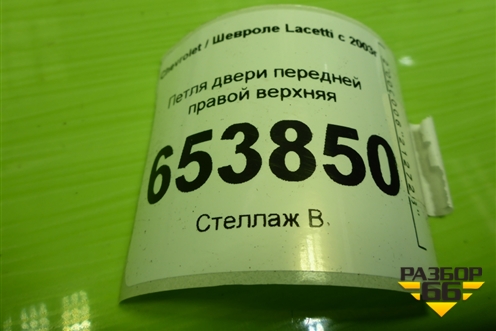 Chevrolet / Шевроле Lacetti с 2003г
Петля двери передней
правой верхняя
653850
Стеллаж В
РАЗБОР
66